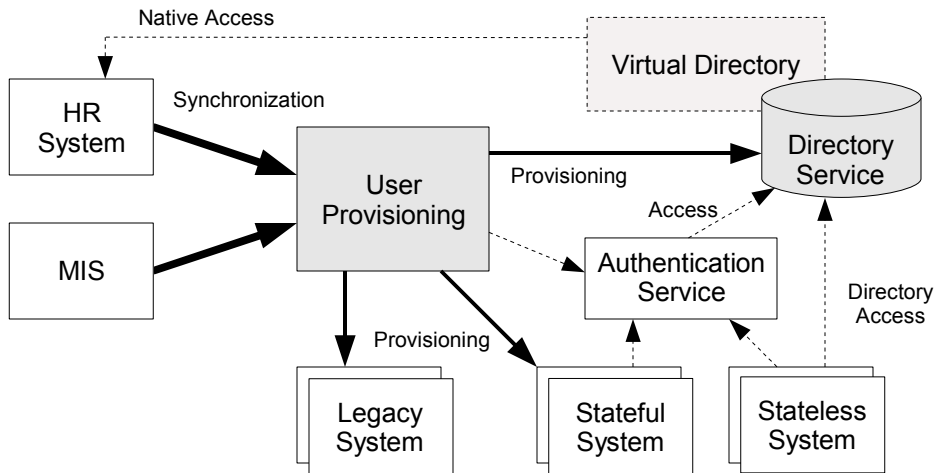 Native Access
Virtual Directory
HR
System
Synchronization
Directory
Service
User
Provisioning
Provisioning
Access
MIS
Authentication
Service
Directory
Access
Provisioning
Legacy
System
Stateful
System
Stateless
System